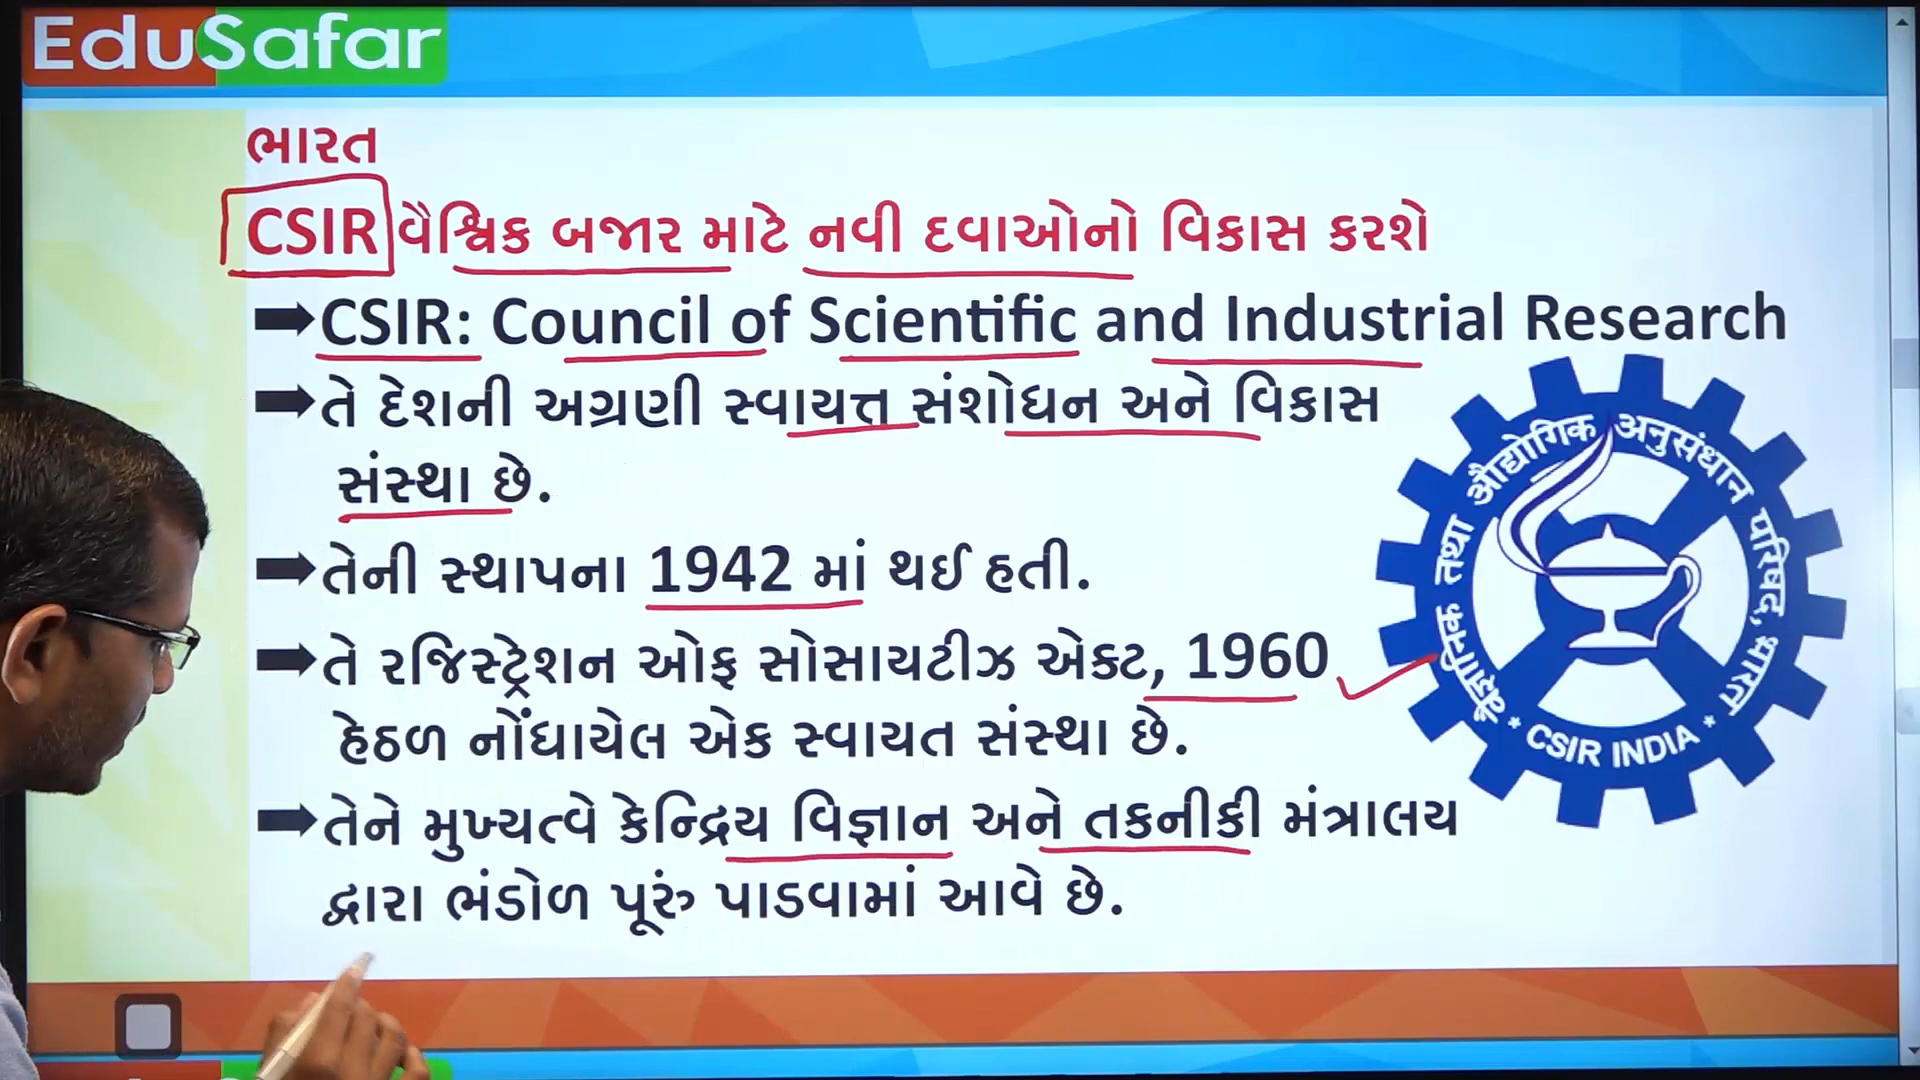 EduSafar
ભારત
CSIR વૈશ્વિક બજાર માટે નવી દવાઓનો વિકાસ કરશે
➡CSIR: Council of Scientific and Industrial Research
➡તે દેશની અગ્રણી સ્વાયત્ત સંશોધન અને વિકાસ
સંસ્થા છે.
➡તેની સ્થાપના 1942 માં થઈ હતી.
➡તે રજિસ્ટ્રેશન ઓફ સોસાયટીઝ એક્ટ, 1960
હેઠળ નોંધાયેલ એક સ્વાયત સંસ્થા છે.
➡તેને મુખ્યત્વે કેન્દ્રિય વિજ્ઞાન અને તકનીકી મંત્રાલય
દ્વારા ભંડોળ પૂરું પાડવામાં આવે છે.
वैज्ञानिक तथा औद्योगिक अनुसंधान परिषद, भारत
* CSIR INDIA *